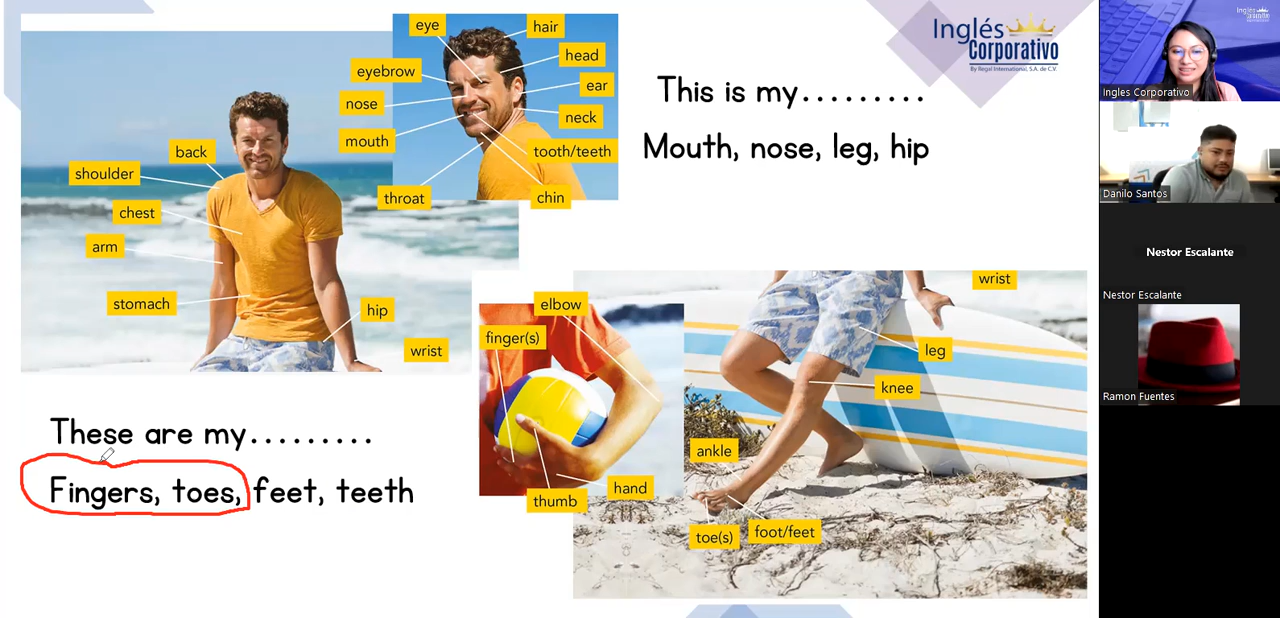 eye
hair
head
eyebrow
ear
nose
neck
mouth
tooth/teeth
throat
chin
back
shoulder
chest
arm
stomach
hip
wrist
Inglés
Corporativo
By Regal International, S.A. de C.V.
This is my.........
Mouth, nose, leg, hip
elbow
finger(s)
thumb
hand
wrist
leg
knee
ankle
toe(s)
foot/feet
These are my.........
Fingers, toes, feet, teeth
Ingles Corporativo
Danilo Santos
Nestor Escalante
Nestor Escalante
Ramon Fuentes